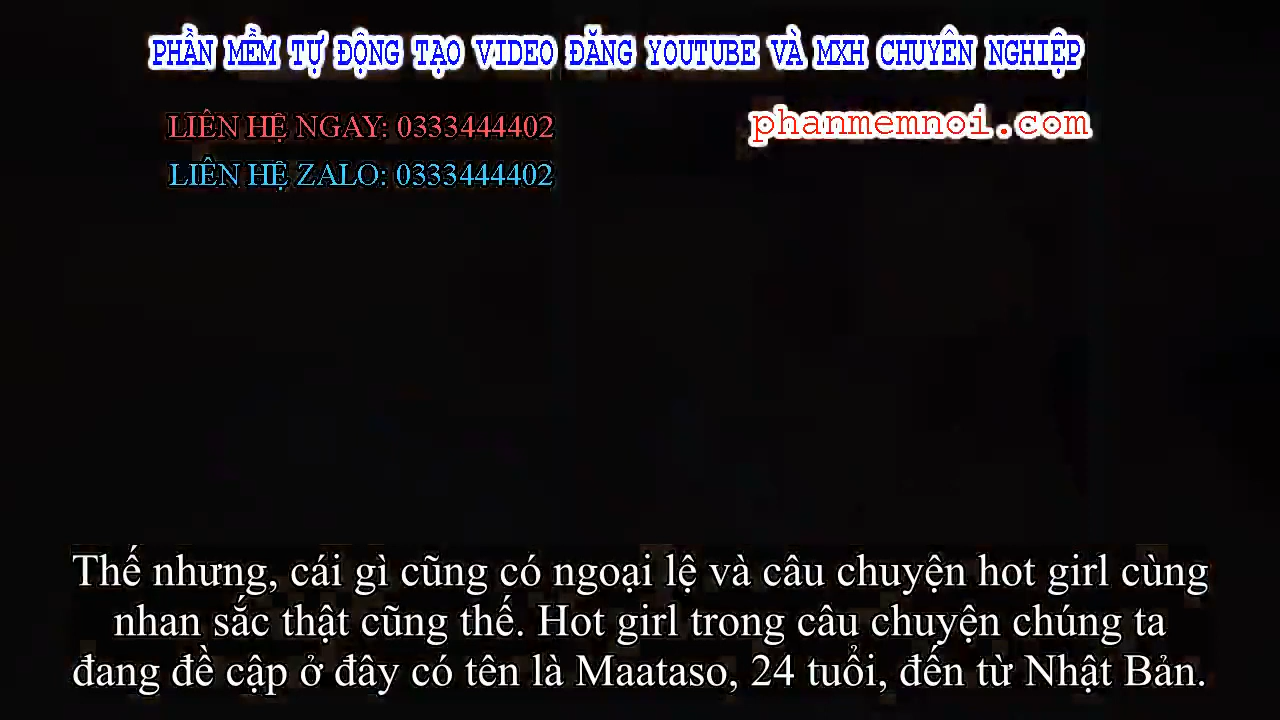 PHẦN MỀM TỰ ĐỘNG TẠO VIDEO ĐĂNG YOUTUBE VÀ MXH CHUYÊN NGHIỆP
LIÊN HỆ NGAY: 0333444402
phanmemnoi.com
LIÊN HỆ ZALO: 0333444402
Thế nhưng, cái gì cũng có ngoại lệ và câu chuyện hot girl cùng
nhan sắc thật cũng thế. Hot girl trong câu chuyện chúng ta
đang đề cập ở đây có tên là Maataso, 24 tuổi, đến từ Nhật Bản.